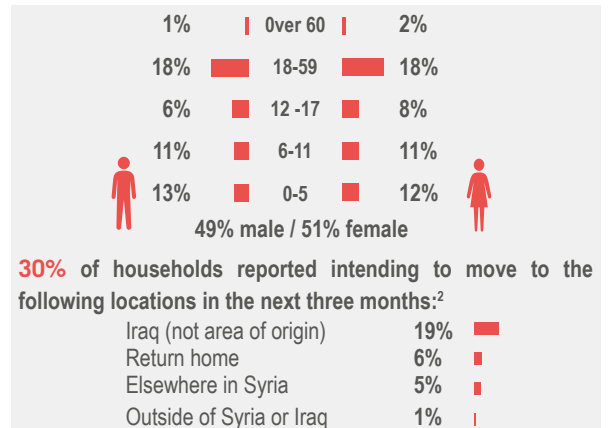 1% 0ver 60 2%
18% 18-59 18%
6% 12 -17 8%
11% 6-11 11%
13% 0-5 12%
49% male / 51% female
30% of households reported intending to move to the
following locations in the next three months:²
Iraq (not area of origin) 19%
Return home 6%
Elsewhere in Syria 5%
Outside of Syria or Iraq 1%